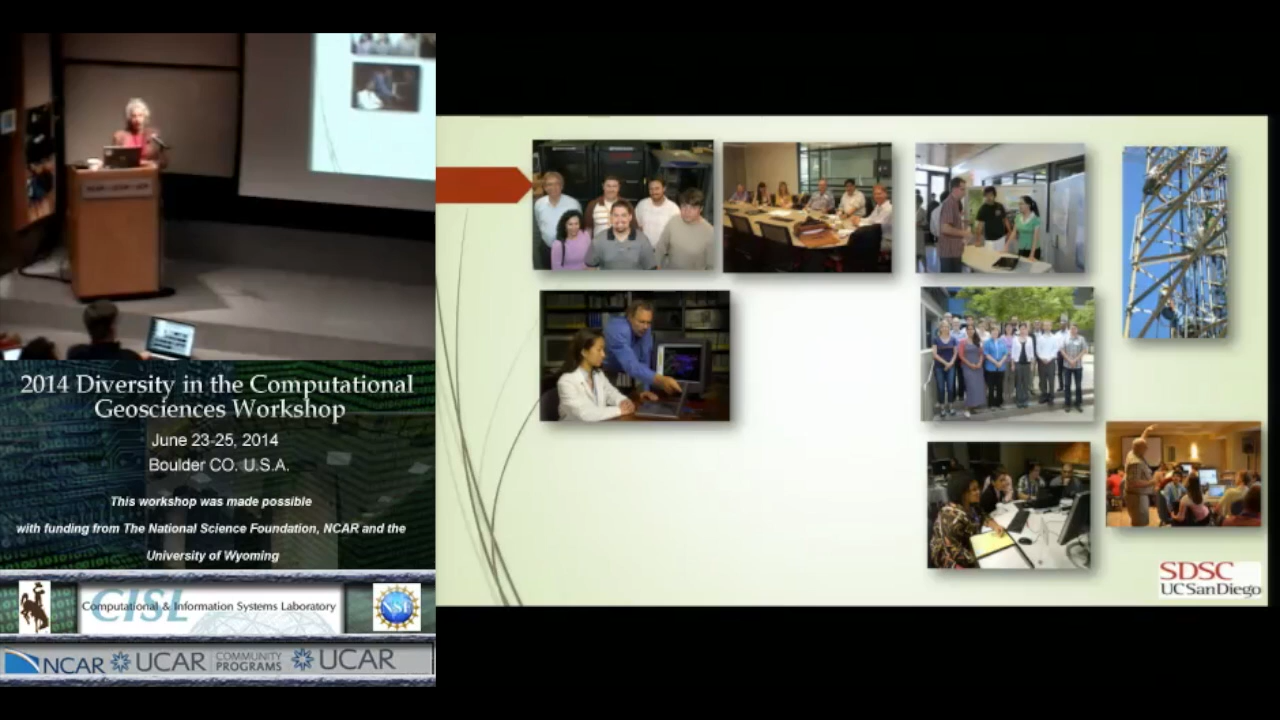 2014 Diversity in the Computational
Geosciences Workshop
June 23-25, 2014
Boulder CO. U.S.A.
This workshop was made possible
with funding from The National Science Foundation, NCAR and the
University of Wyoming
CISL
Computational & Information Systems Laboratory
NSF
NCAR
UCAR
COMMUNITY
PROGRAMS
UCAR
SDSC
UC San Diego